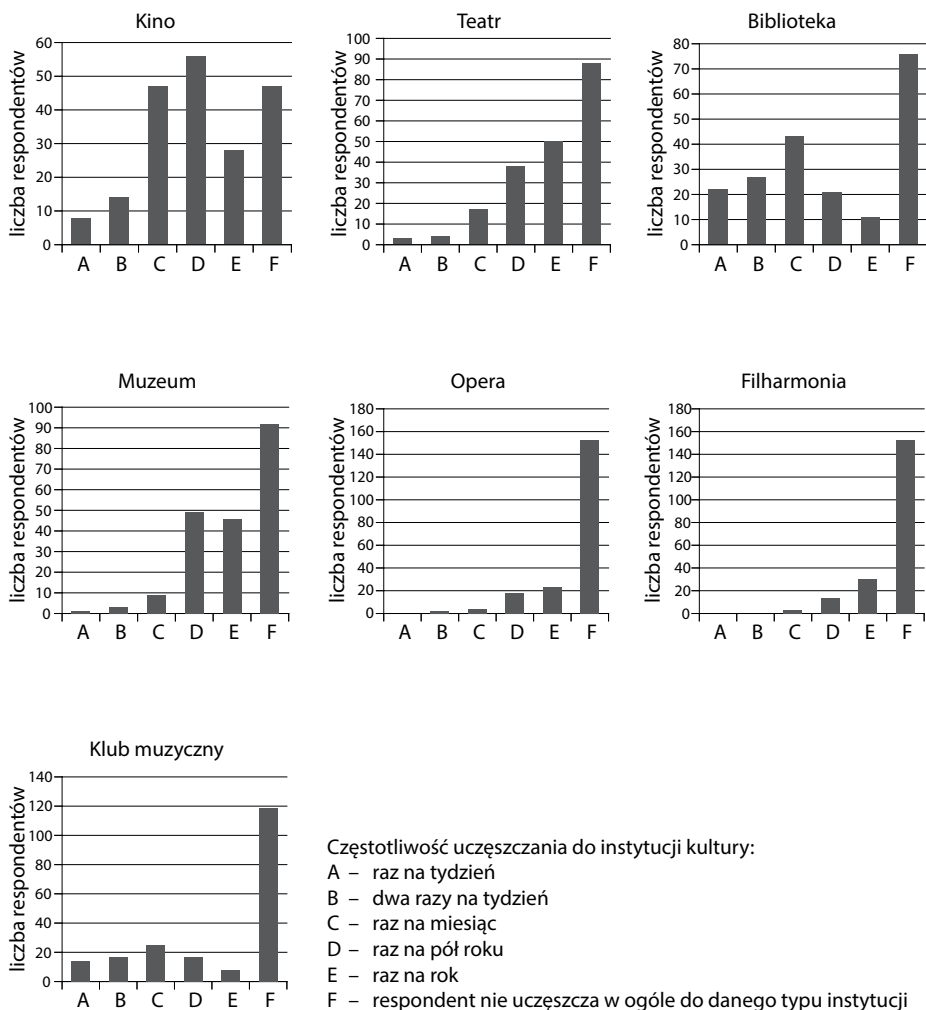 Kino
liczba respondentów
60
50
40
30
20
10
0
A B C D E F
Teatr
liczba respondentów
100
90
80
70
60
50
40
30
20
10
0
A B C D E F
Biblioteka
liczba respondentów
80
70
60
50
40
30
20
10
0
A B C D E F
Muzeum
liczba respondentów
100
90
80
70
60
50
40
30
20
10
0
A B C D E F
Opera
liczba respondentów
180
160
140
120
100
80
60
40
20
0
A B C D E F
Filharmonia
liczba respondentów
180
160
140
120
100
80
60
40
20
0
A B C D E F
Klub muzyczny
liczba respondentów
140
120
100
80
60
40
20
0
A B C D E F
Częstotliwość uczęszczania do instytucji kultury:
A – raz na tydzień
B – dwa razy na tydzień
C – raz na miesiąc
D – raz na pół roku
E – raz na rok
F – respondent nie uczęszcza w ogóle do danego typu instytucji